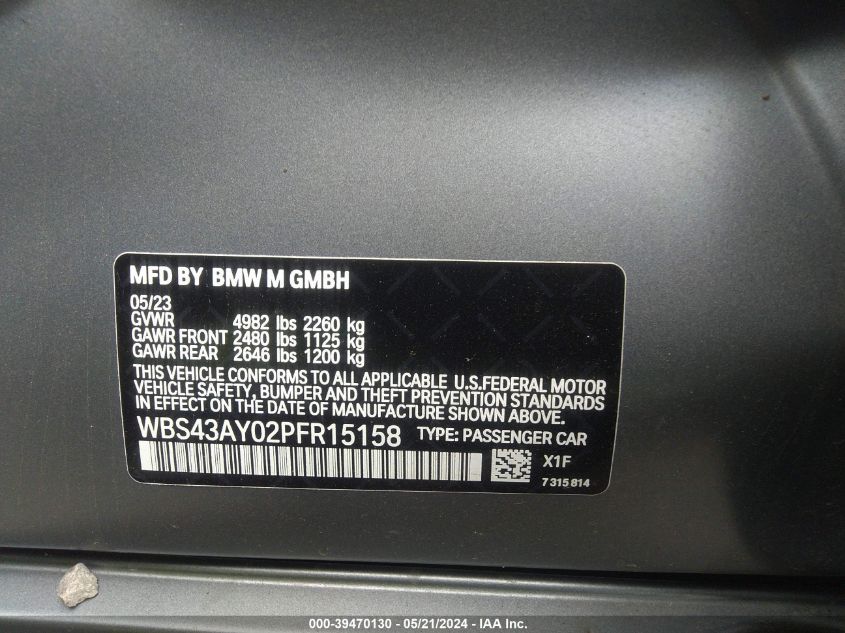 MFD BY BMW M GMBH
05/23
GVWR 4982 lbs 2260 kg
GAWR FRONT 2480 lbs 1125 kg
GAWR REAR 2646 lbs 1200 kg
THIS VEHICLE CONFORMS TO ALL APPLICABLE U.S.FEDERAL MOTOR
VEHICLE SAFETY, BUMPER AND THEFT PREVENTION STANDARDS
IN EFFECT ON THE DATE OF MANUFACTURE SHOWN ABOVE.
WBS43AY02PFR15158 TYPE: PASSENGER CAR
X1F
7315814
000-39470130 - 05/21/2024 - IAA Inc.